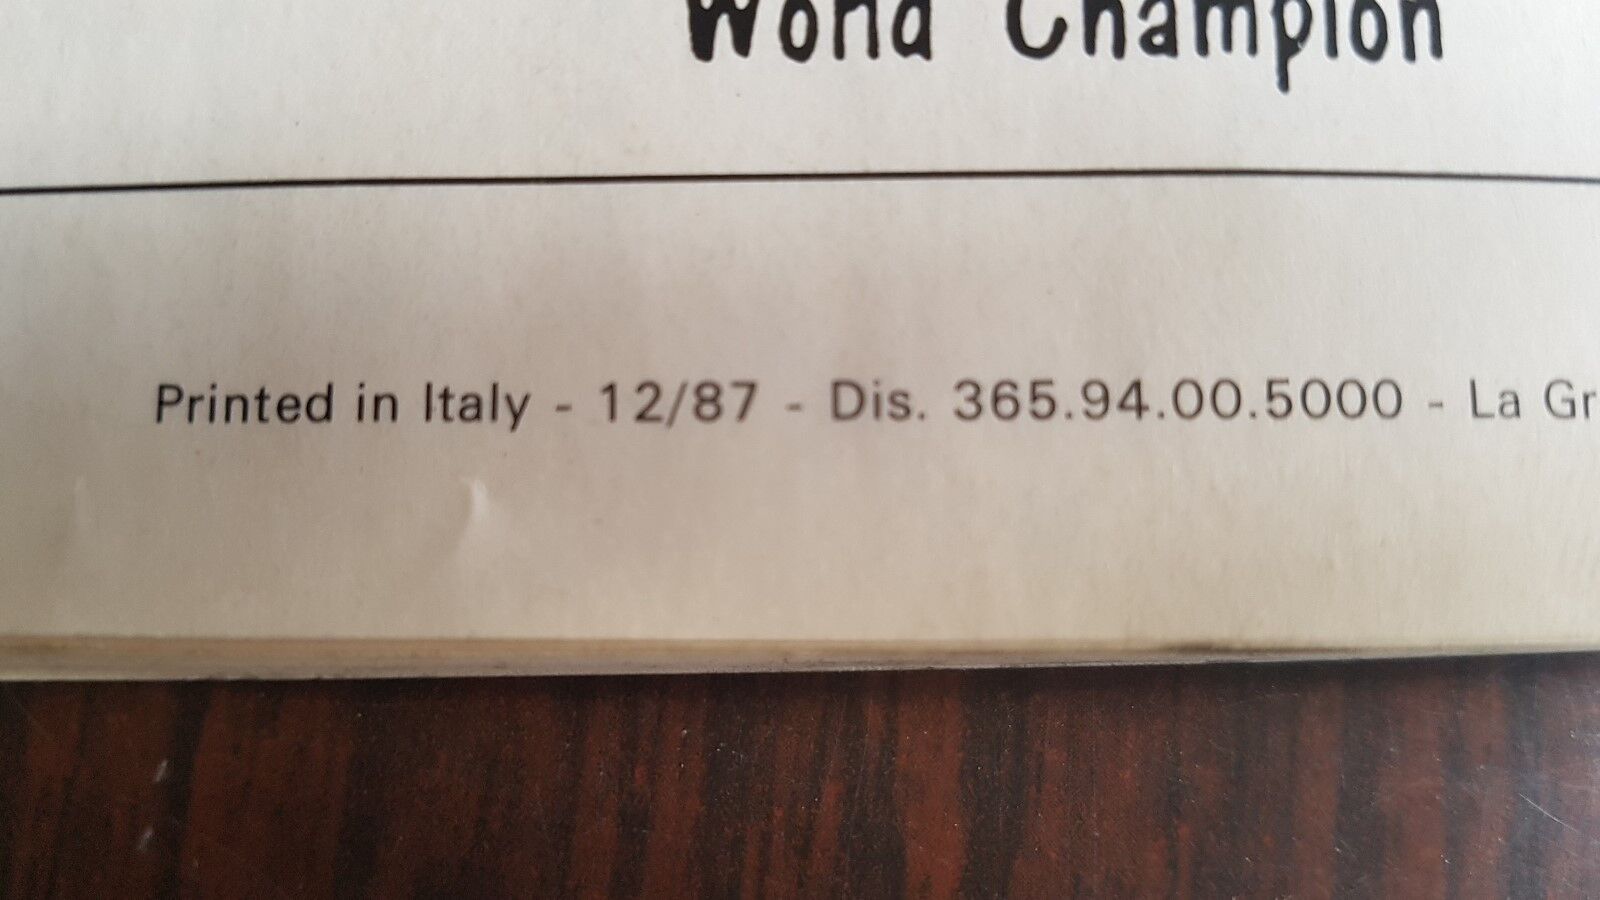 World Champion
Printed in Italy - 12/87 - Dis. 365.94.00.5000 - La Gr